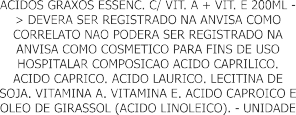 ACIDOS GRAXOS ESSENC. C/ VIT. A + VIT. E 200ML -
> DEVERA SER REGISTRADO NA ANVISA COMO
CORRELATO NAO PODERA SER REGISTRADO NA
ANVISA COMO COSMETICO PARA FINS DE USO
HOSPITALAR COMPOSICAO ACIDO CAPRILICO.
ACIDO CAPRICO. ACIDO LAURICO. LECITINA DE
SOJA. VITAMINA A. VITAMINA E. ACIDO CAPROICO E
OLEO DE GIRASSOL (ACIDO LINOLEICO). - UNIDADE